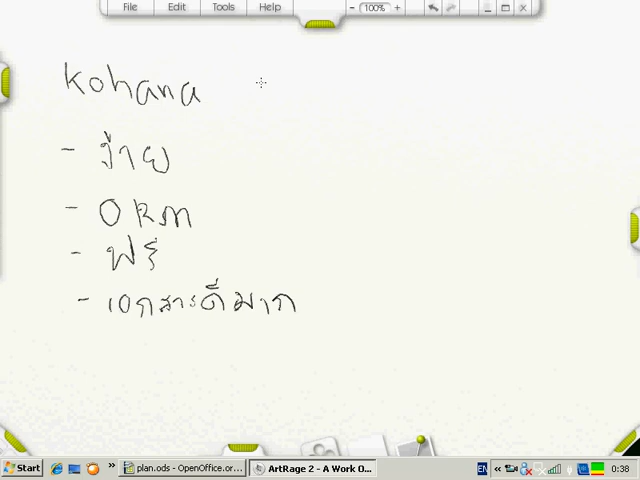 File Edit Tools Help − 100% +
kohana
- ง่าย
- ORM
- ฟรี
- เอกสารดีมาก
Start » plan.ods - OpenOffice.or... ArtRage 2 - A Work O... EN « 0:38